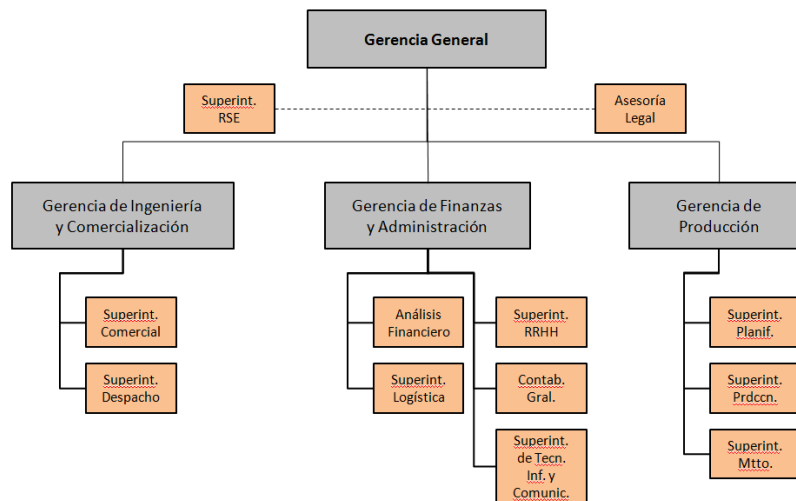 Gerencia General
Superint.
RSE
Asesoría
Legal
Gerencia de Ingeniería
y Comercialización
Gerencia de Finanzas
y Administración
Gerencia de
Producción
Superint.
Comercial
Superint.
Despacho
Análisis
Financiero
Superint.
Logística
Superint.
RRHH
Contab.
Gral.
Superint.
de Tecn.
Inf. y
Comunic.
Superint.
Planif.
Superint.
Prdccn.
Superint.
Mtto.